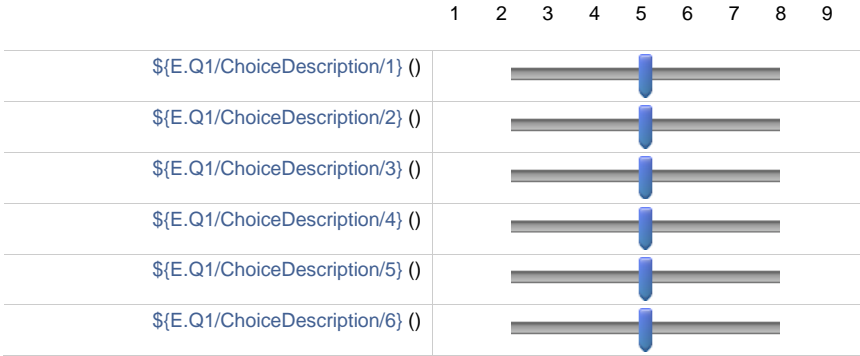 1 2 3 4 5 6 7 8 9
${E.Q1/ChoiceDescription/1} ()
${E.Q1/ChoiceDescription/2} ()
${E.Q1/ChoiceDescription/3} ()
${E.Q1/ChoiceDescription/4} ()
${E.Q1/ChoiceDescription/5} ()
${E.Q1/ChoiceDescription/6} ()